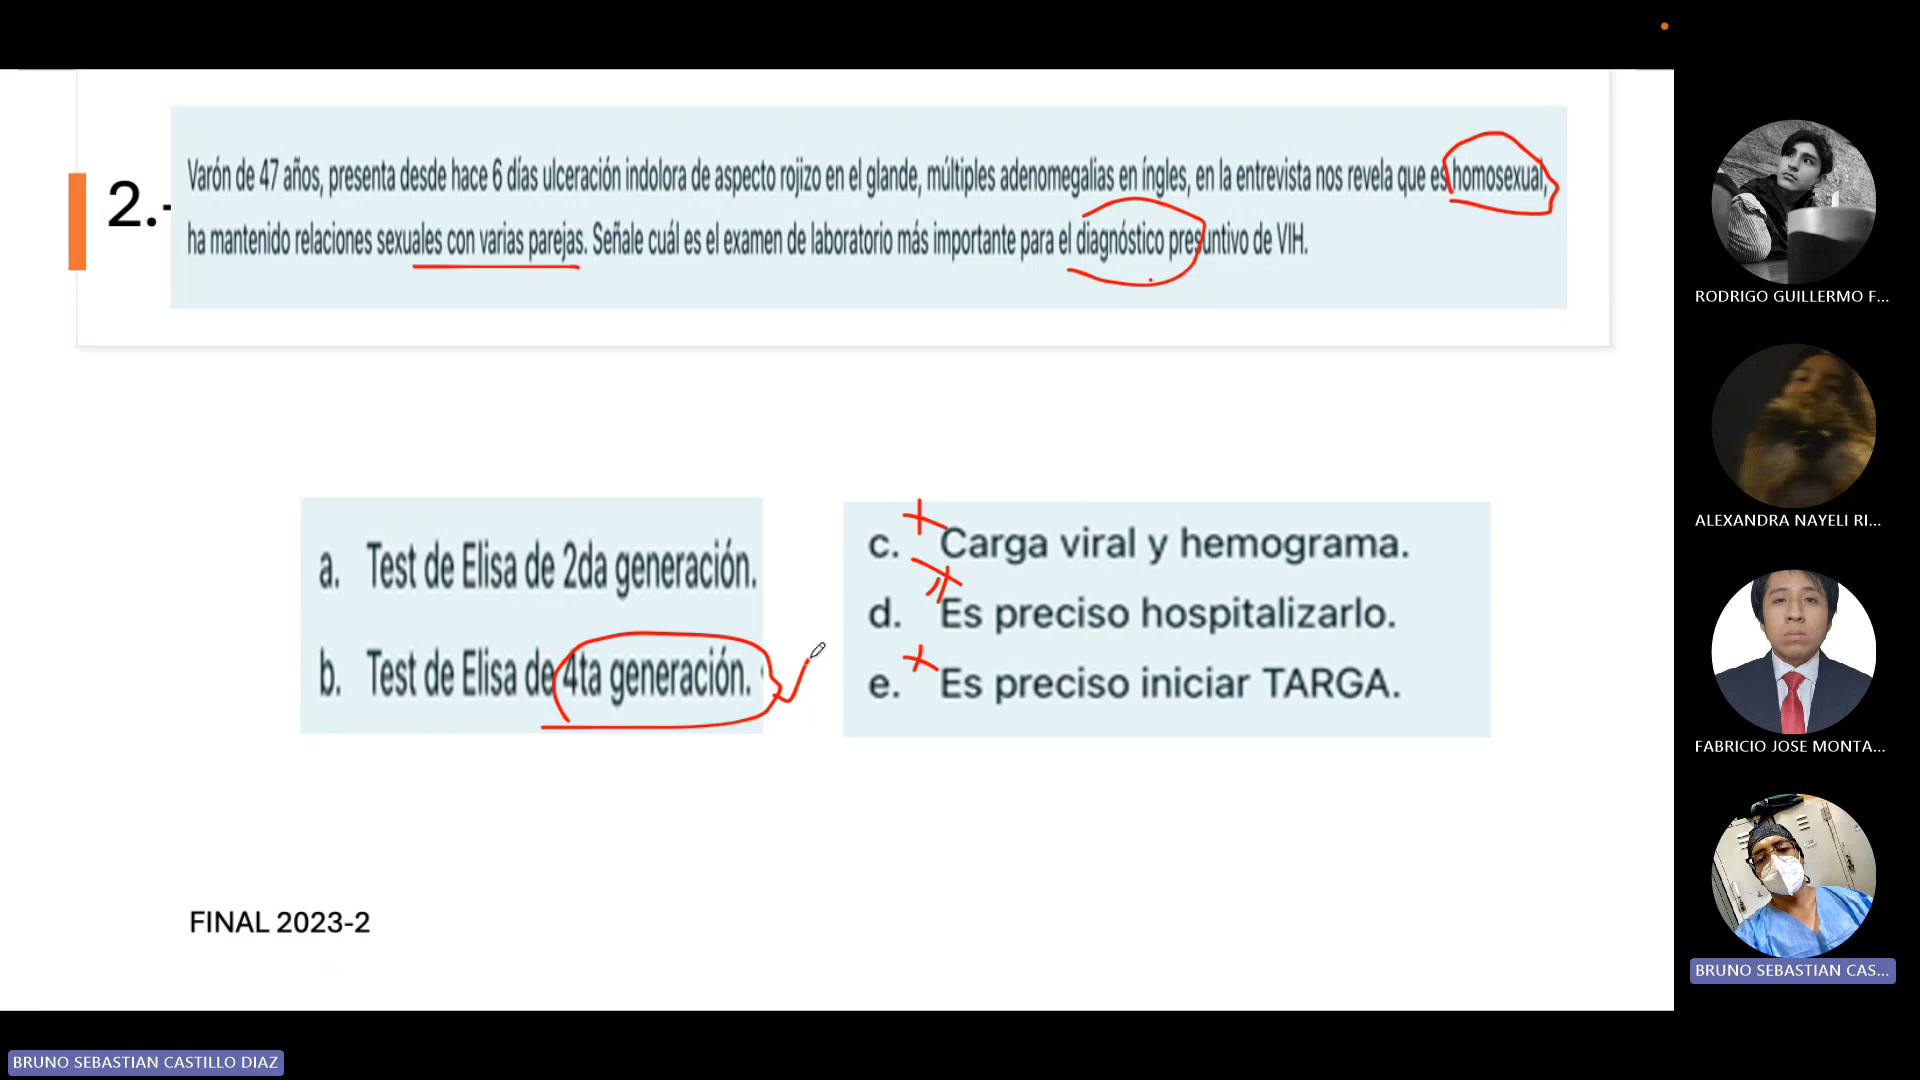 2.-
Varón de 47 años, presenta desde hace 6 días ulceración indolora de aspecto rojizo en el glande, múltiples adenomegalias en íngles, en la entrevista nos revela que es homosexual,
ha mantenido relaciones sexuales con varias parejas. Señale cuál es el examen de laboratorio más importante para el diagnóstico presuntivo de VIH.
a. Test de Elisa de 2da generación.
b. Test de Elisa de 4ta generación.
c. Carga viral y hemograma.
d. Es preciso hospitalizarlo.
e. Es preciso iniciar TARGA.
FINAL 2023-2
RODRIGO GUILLERMO F...
ALEXANDRA NAYELI RI...
FABRICIO JOSE MONTA...
BRUNO SEBASTIAN CAS...
BRUNO SEBASTIAN CASTILLO DIAZ